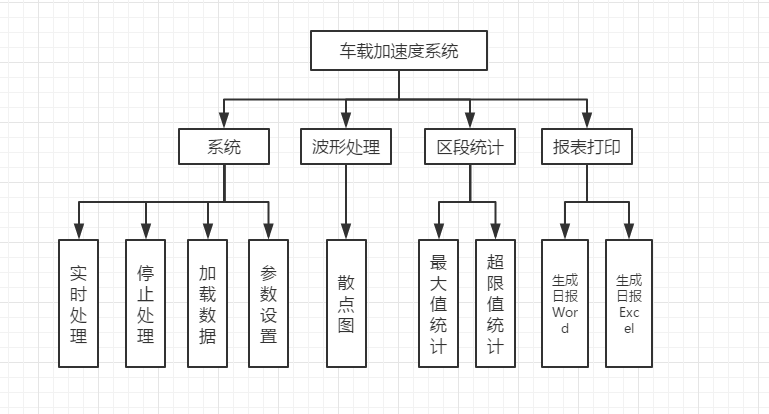 车载加速度系统
系统
波形处理
区段统计
报表打印
实时处理
停止处理
加载数据
参数设置
散点图
最大值统计
超限值统计
生成
日报
Wor
d
生成
日报
Exc
el